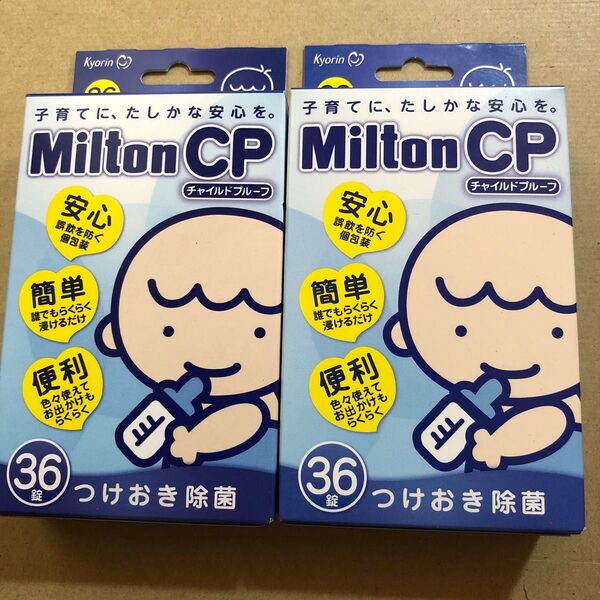 Kyorin
36
子育てに、たしかな安心を。
Milton CP
チャイルドプルーフ
安心
誤飲を防ぐ
個包装
簡単
誰でもらくらく
浸けるだけ
便利
色々使えて
お出かけも
らくらく
36
錠
つけおき除菌
Kyorin
子育てに、たしかな安心を。
Milton CP
チャイルドプルーフ
安心
誤飲を防ぐ
個包装
簡単
誰でもらくらく
浸けるだけ
便利
色々使えて
お出かけも
らくらく
36
錠
つけおき除菌